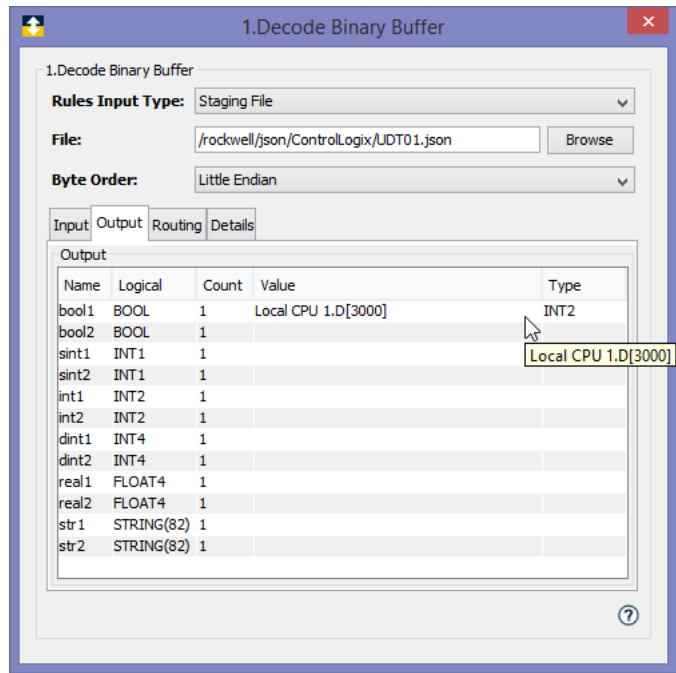 1.Decode Binary Buffer
×
1.Decode Binary Buffer
Rules Input Type: Staging File
File: /rockwell/json/ControlLogix/UDT01.json Browse
Byte Order: Little Endian
Input Output Routing Details
Output
Name Logical Count Value Type
bool1 BOOL 1 Local CPU 1.D[3000] INT2
bool2 BOOL 1
Local CPU 1.D[3000]
sint1 INT1 1
sint2 INT1 1
int1 INT2 1
int2 INT2 1
dint1 INT4 1
dint2 INT4 1
real1 FLOAT4 1
real2 FLOAT4 1
str1 STRING(82) 1
str2 STRING(82) 1
?